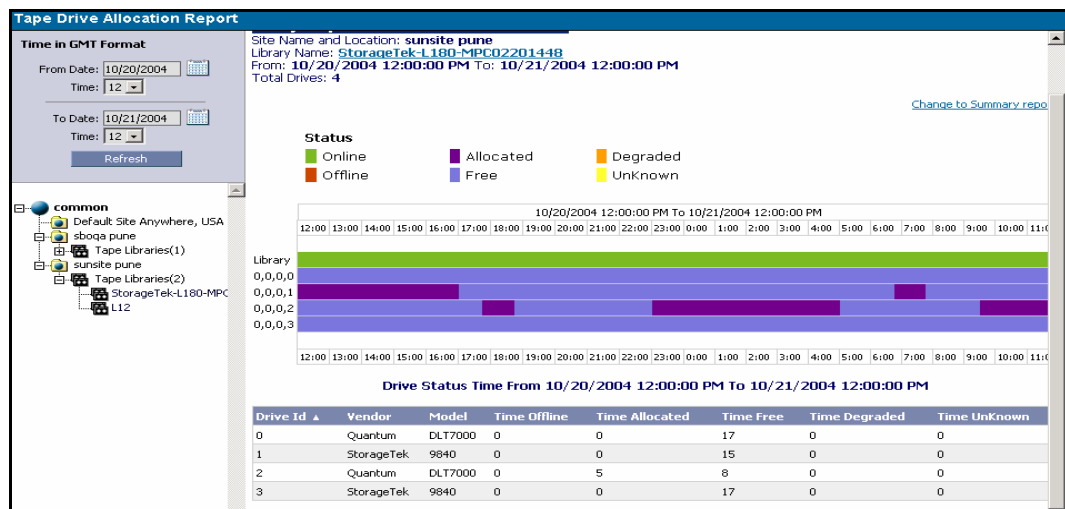 Tape Drive Allocation Report
Time in GMT Format
From Date: 10/20/2004
Time: 12
To Date: 10/21/2004
Time: 12
Refresh
common
Default Site Anywhere, USA
sboqa pune
Tape Libraries(1)
sunsite pune
Tape Libraries(2)
StorageTek-L180-MPC
L12
Site Name and Location: sunsite pune
Library Name: StorageTek-L180-MPC02201448
From: 10/20/2004 12:00:00 PM To: 10/21/2004 12:00:00 PM
Total Drives: 4
Change to Summary repo
Status
Online Allocated Degraded
Offline Free UnKnown
10/20/2004 12:00:00 PM To 10/21/2004 12:00:00 PM
12:00 13:00 14:00 15:00 16:00 17:00 18:00 19:00 20:00 21:00 22:00 23:00 0:00 1:00 2:00 3:00 4:00 5:00 6:00 7:00 8:00 9:00 10:00 11:0
Library
0,0,0,0
0,0,0,1
0,0,0,2
0,0,0,3
12:00 13:00 14:00 15:00 16:00 17:00 18:00 19:00 20:00 21:00 22:00 23:00 0:00 1:00 2:00 3:00 4:00 5:00 6:00 7:00 8:00 9:00 10:00 11:0
Drive Status Time From 10/20/2004 12:00:00 PM To 10/21/2004 12:00:00 PM
Drive Id Vendor Model Time Offline Time Allocated Time Free Time Degraded Time UnKnown
0 Quantum DLT7000 0 0 17 0 0
1 StorageTek 9840 0 0 15 0 0
2 Quantum DLT7000 0 5 8 0 0
3 StorageTek 9840 0 0 17 0 0